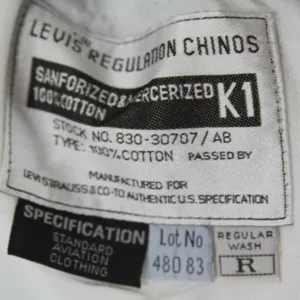 LEVI'S REGULATION CHINOS
SANFORIZED & MERCERIZED
100% COTTON
K1
STOCK NO. 830-30707/AB
TYPE: 100% COTTON PASSED BY
MANUFACTURED FOR
LEVI STRAUSS & CO-TO AUTHENTIC U.S. SPECIFICATION
SPECIFICATION
STANDARD
AVIATION
CLOTHING
Lot No
480 83
REGULAR
WASH
R